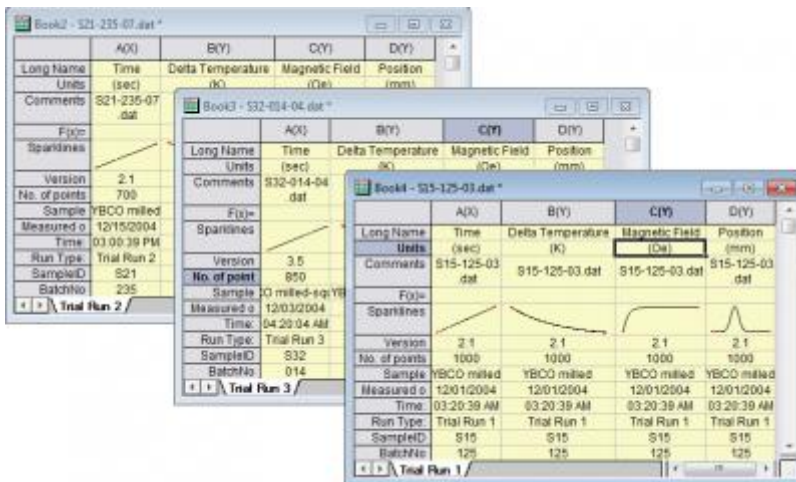 Book2 - S21-235-07.dat *
A(X) B(Y) C(Y) D(Y)
Long Name Time Delta Temperature Magnetic Field Position
Units (sec) (K) (Oe) (mm)
Comments S21-235-07
.dat
F(x)=
Sparklines
Version 2.1
No. of points 700
Sample YBCO milled
Measured o 12/15/2004
Time: 03:00:39 PM
Run Type: Trial Run 2
SampleID S21
BatchNo 235
Trial Run 2
Book3 - S32-014-04.dat *
A(X) B(Y) C(Y) D(Y)
Long Name Time Delta Temperature Magnetic Field Position
Units (sec) (K) (Oe) (mm)
Comments S32-014-04
.dat
F(x)=
Sparklines
Version 3.5
No. of point 850
Sample milled-sq
Measured o 12/03/2004
Time: 04:20:04 AM
Run Type: Trial Run 3
SampleID S32
BatchNo 014
Trial Run 3
Book4 - S15-125-03.dat *
A(X) B(Y) C(Y) D(Y)
Long Name Time Delta Temperature Magnetic Field Position
Units (sec) (K) (Oe) (mm)
Comments S15-125-03 S15-125-03.dat S15-125-03.dat S15-125-03
.dat .dat
F(x)=
Sparklines
Version 2.1 2.1 2.1 2.1
No. of points 1000 1000 1000 1000
Sample YBCO milled YBCO milled YBCO milled YBCO milled
Measured o 12/01/2004 12/01/2004 12/01/2004 12/01/2004
Time: 03:20:39 AM 03:20:39 AM 03:20:39 AM 03:20:39 AM
Run Type: Trial Run 1 Trial Run 1 Trial Run 1 Trial Run 1
SampleID S15 S15 S15 S15
BatchNo 125 125 125 125
Trial Run 1